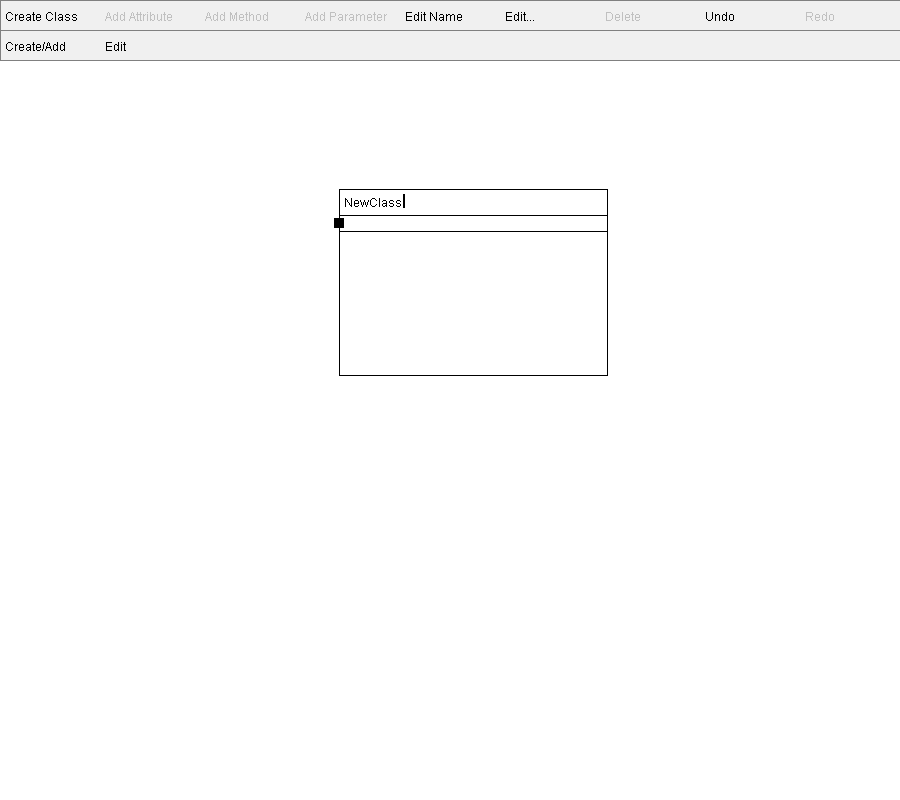 Create Class Add Attribute Add Method Add Parameter Edit Name Edit... Delete Undo Redo
Create/Add Edit
NewClass